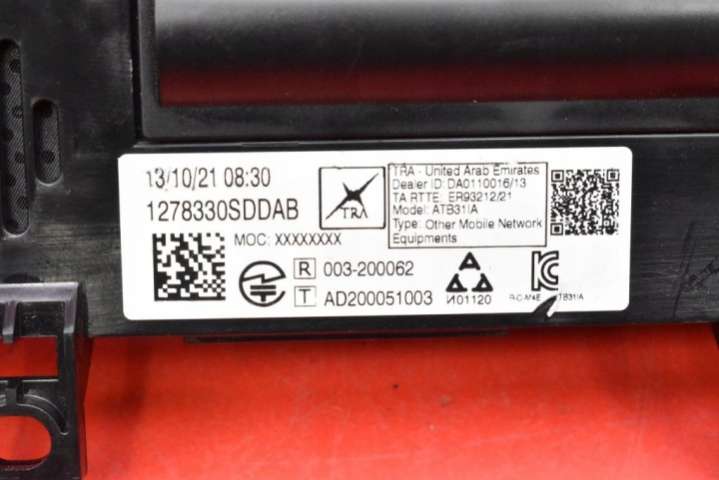 13/10/21 08:30
1278330SDDAB
MOC: XXXXXXXX
TRA
TRA - United Arab Emirates
Dealer ID: DA0110016/13
TA RTTE: ER93212/21
Model: ATB31IA
Type: Other Mobile Network
Equipments
R 003-200062
T AD200051003
И01120